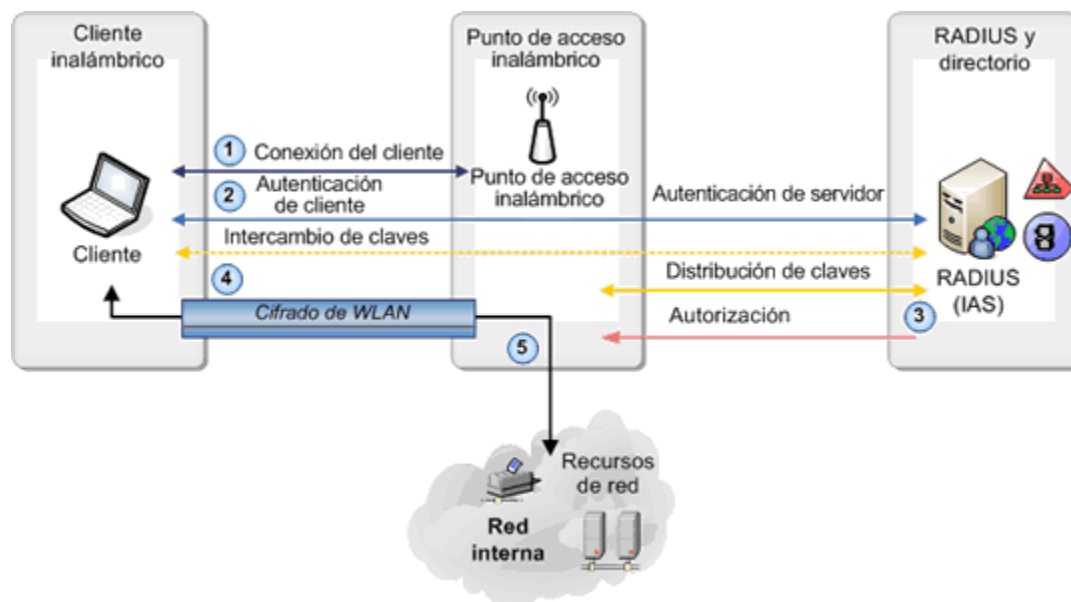 Cliente
inalámbrico
Punto de acceso
inalámbrico
RADIUS y
directorio
1
Conexión del cliente
Punto de acceso
inalámbrico
2
Autenticación
de cliente
Autenticación de servidor
Cliente
Intercambio de claves
Distribución de claves
RADIUS
(IAS)
4
Cifrado de WLAN
Autorización
3
5
Recursos
de red
Red
interna